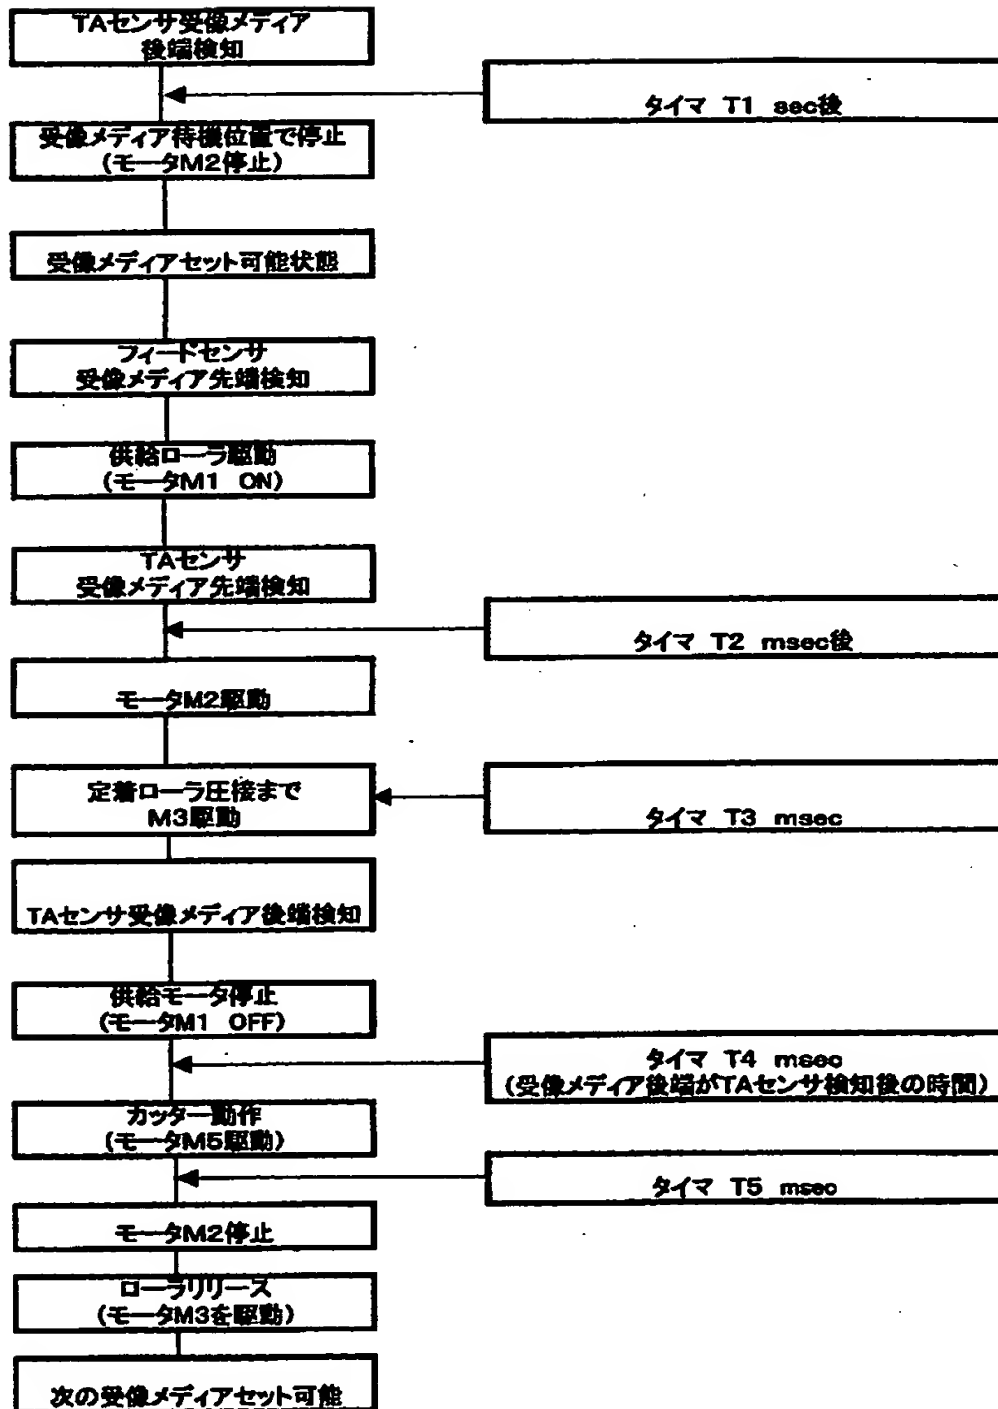 TAセンサ受像メディア
後端検知
タイマ T1 sec後
受像メディア待機位置で停止
(モータM2停止)
受像メディアセット可能状態
フィードセンサ
受像メディア先端検知
供給ローラ駆動
(モータM1 ON)
TAセンサ
受像メディア先端検知
タイマ T2 msec後
モータM2駆動
定着ローラ圧接まで
M3駆動
タイマ T3 msec
TAセンサ受像メディア後端検知
供給モータ停止
(モータM1 OFF)
タイマ T4 msec
(受像メディア後端がTAセンサ検知後の時間)
カッター動作
(モータM5駆動)
タイマ T5 msec
モータM2停止
ローラリリース
(モータM3を駆動)
次の受像メディアセット可能